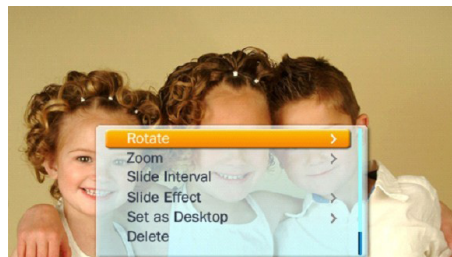 Rotate
Zoom
Slide Interval
Slide Effect
Set as Desktop
Delete